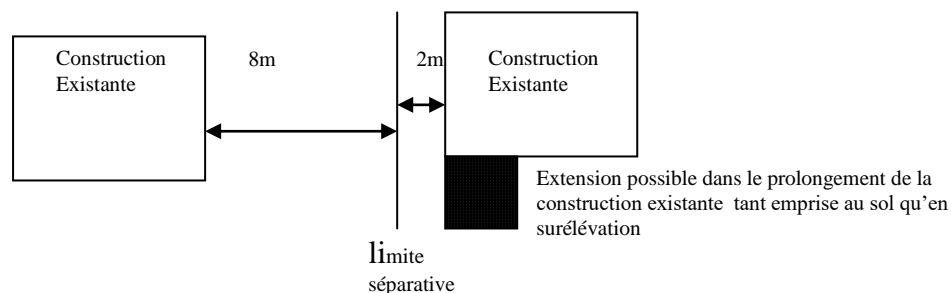 Construction
Existante
8m
2m
Construction
Existante
Extension possible dans le prolongement de la
construction existante tant emprise au sol qu'en
surélévation
limite
séparative